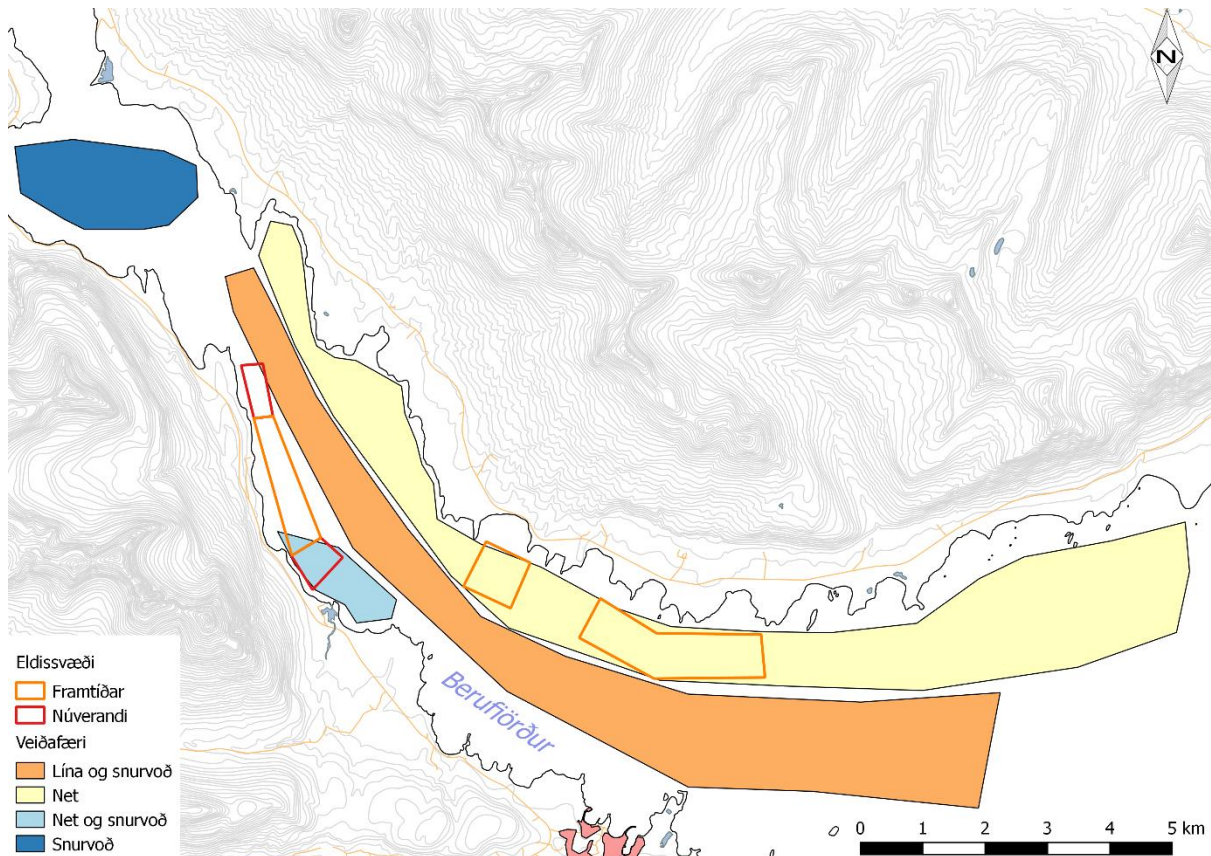 N
Berufjörður
Eldissvæði
Framtíðar
Núverandi
Veiðafæri
Lína og snurvoð
Net
Net og snurvoð
Snurvoð
0 1 2 3 4 5 km